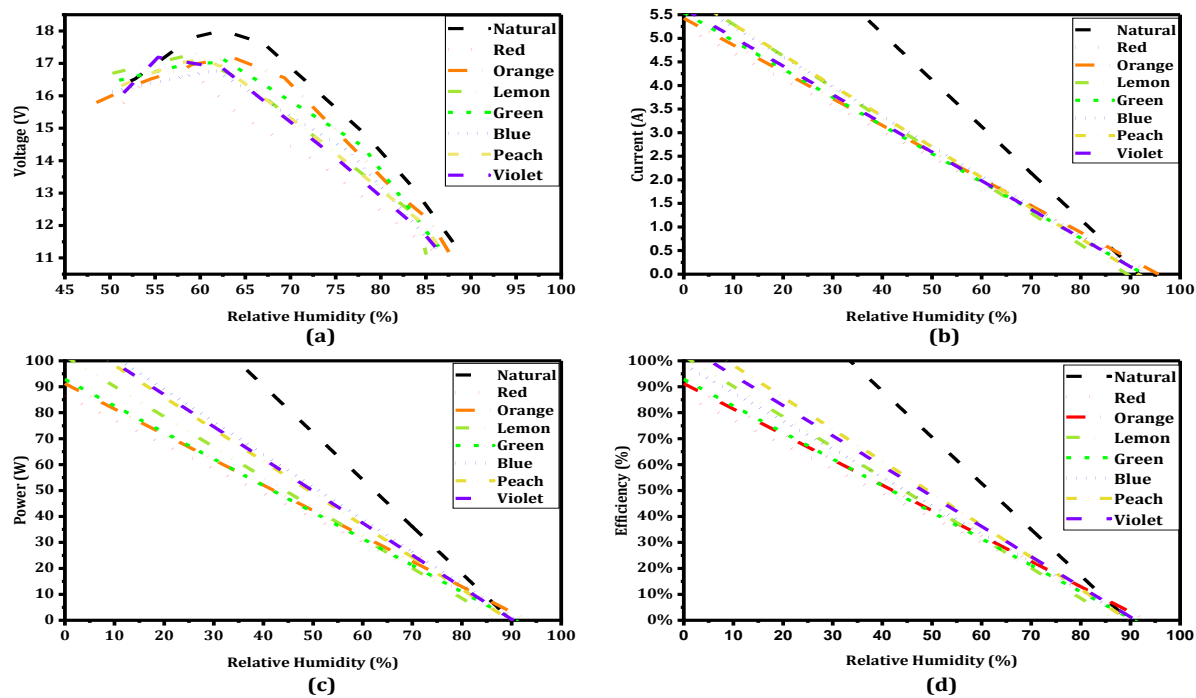 18
17
16
15
14
13
12
11
Voltage (V)
45 50 55 60 65 70 75 80 85 90 95 100
Relative Humidity (%)
(a)
Natural
Red
Orange
Lemon
Green
Blue
Peach
Violet
5.5
5.0
4.5
4.0
3.5
3.0
2.5
2.0
1.5
1.0
0.5
0.0
Current (A)
0 10 20 30 40 50 60 70 80 90 100
Relative Humidity (%)
(b)
Natural
Red
Orange
Lemon
Green
Blue
Peach
Violet
100
90
80
70
60
50
40
30
20
10
0
Power (W)
0 10 20 30 40 50 60 70 80 90 100
Relative Humidity (%)
(c)
Natural
Red
Orange
Lemon
Green
Blue
Peach
Violet
100%
90%
80%
70%
60%
50%
40%
30%
20%
10%
0%
Efficiency (%)
0 10 20 30 40 50 60 70 80 90 100
Relative Humidity (%)
(d)
Natural
Red
Orange
Lemon
Green
Blue
Peach
Violet